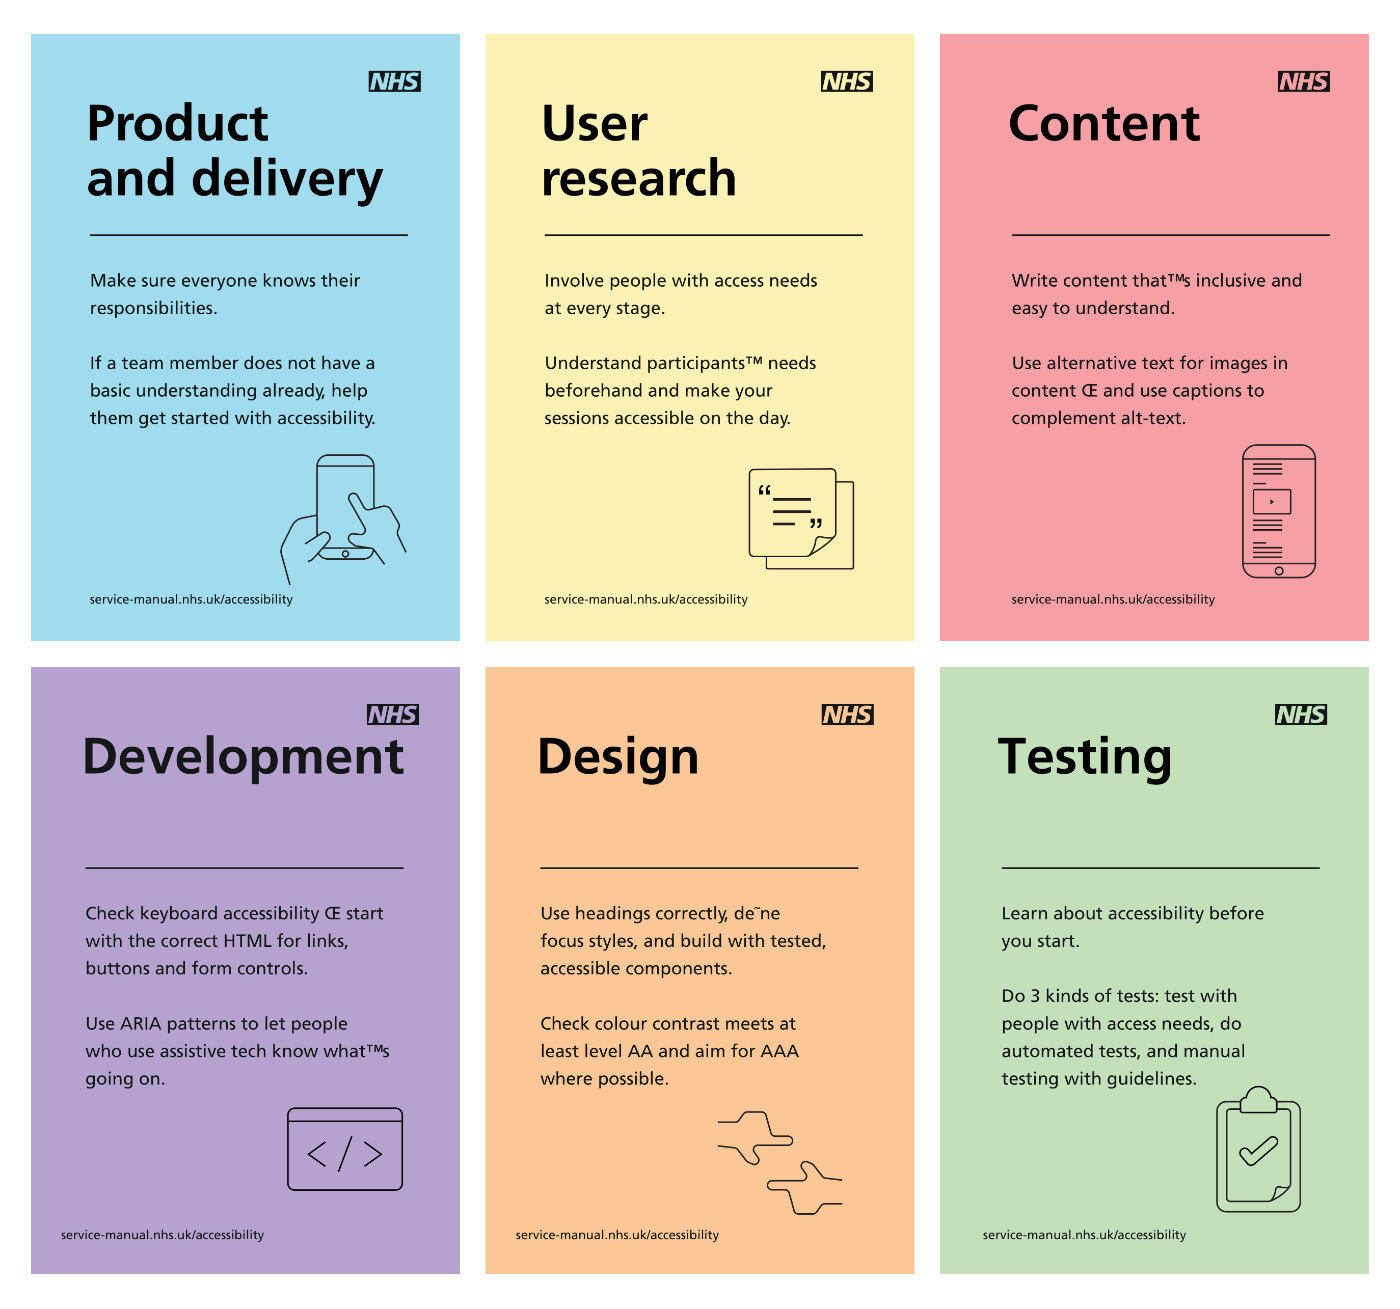 NHS
Product
and delivery
Make sure everyone knows their
responsibilities.
If a team member does not have a
basic understanding already, help
them get started with accessibility.
service-manual.nhs.uk/accessibility
NHS
User
research
Involve people with access needs
at every stage.
Understand participants™ needs
beforehand and make your
sessions accessible on the day.
“ ”
service-manual.nhs.uk/accessibility
NHS
Content
Write content that™s inclusive and
easy to understand.
Use alternative text for images in
content Œ and use captions to
complement alt-text.
service-manual.nhs.uk/accessibility
NHS
Development
Check keyboard accessibility Œ start
with the correct HTML for links,
buttons and form controls.
Use ARIA patterns to let people
who use assistive tech know what™s
going on.
</>
service-manual.nhs.uk/accessibility
NHS
Design
Use headings correctly, de˜ne
focus styles, and build with tested,
accessible components.
Check colour contrast meets at
least level AA and aim for AAA
where possible.
service-manual.nhs.uk/accessibility
NHS
Testing
Learn about accessibility before
you start.
Do 3 kinds of tests: test with
people with access needs, do
automated tests, and manual
testing with guidelines.
service-manual.nhs.uk/accessibility